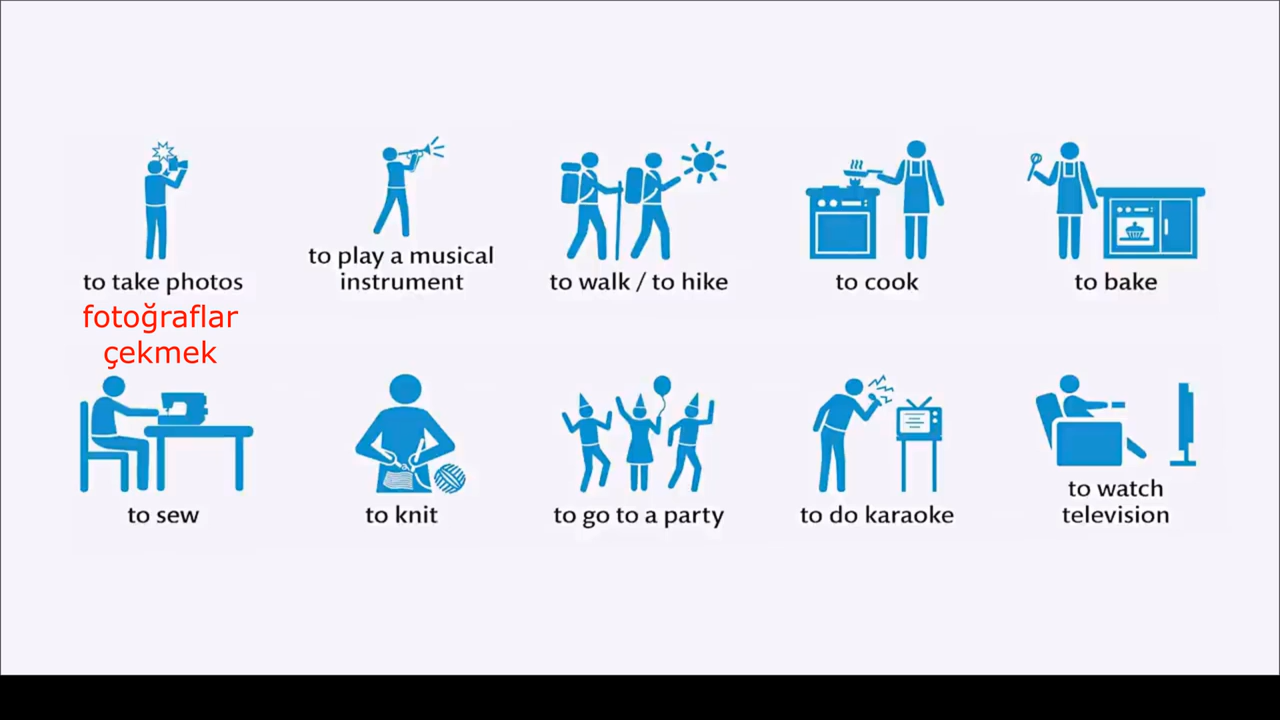 to take photos
fotoğraflar
çekmek
to play a musical
instrument
to walk / to hike
to cook
to bake
to sew
to knit
to go to a party
to do karaoke
to watch
television